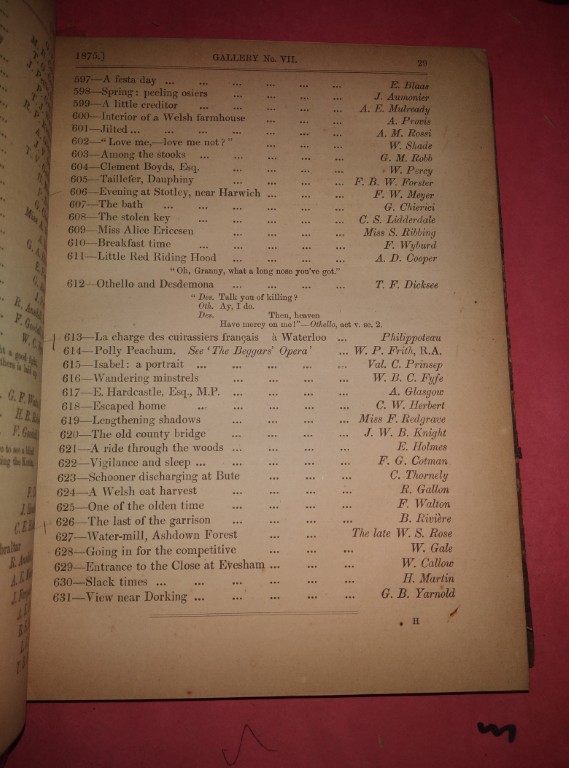 1875.] GALLERY No. VII. 29
597—A festa day ... ... ... ... ... ... E. Blaas
598—Spring: peeling osiers ... ... ... ... J. Aumonier
599—A little creditor ... ... ... ... ... A. E. Mulready
600—Interior of a Welsh farmhouse ... ... ... A. Provis
601—Jilted ... ... ... ... ... ... ... A. M. Rossi
602—"Love me,—love me not?" ... ... ... ... W. Shade
603—Among the stooks ... ... ... ... ... G. M. Robb
604—Clement Boyds, Esq. ... ... ... ... W. Percy
605—Taillefer, Dauphiny ... ... ... ... F. B. W. Forster
606—Evening at Stotley, near Harwich ... ... ... F. W. Meyer
607—The bath ... ... ... ... ... ... G. Chierici
608—The stolen key ... ... ... ... ... C. S. Lidderdale
609—Miss Alice Ericcsen ... ... ... ... Miss S. Ribbing
610—Breakfast time ... ... ... ... ... F. Wyburd
611—Little Red Riding Hood ... ... ... ... A. D. Cooper
"Oh, Granny, what a long nose you've got."
612—Othello and Desdemona ... ... ... ... T. F. Dicksee
"Des. Talk you of killing?
Oth. Ay, I do.
Des. Then, heaven
Have mercy on me!"—Othello, act v. sc. 2.
613—La charge des cuirassiers français à Waterloo ... Philippoteau
614—Polly Peachum. See 'The Beggars' Opera' ... W. P. Frith, R.A.
615—Isabel: a portrait ... ... ... ... ... Val. C. Prinsep
616—Wandering minstrels ... ... ... ... W. B. C. Fyfe
617—E. Hardcastle, Esq., M.P. ... ... ... ... A. Glasgow
618—Escaped home ... ... ... ... ... C. W. Herbert
619—Lengthening shadows ... ... ... ... Miss F. Redgrave
620—The old county bridge ... ... ... ... J. W. B. Knight
621—A ride through the woods ... ... ... ... E. Holmes
622—Vigilance and sleep ... ... ... ... ... F. G. Cotman
623—Schooner discharging at Bute ... ... ... C. Thornely
624—A Welsh oat harvest ... ... ... ... R. Gallon
625—One of the olden time ... ... ... ... F. Walton
626—The last of the garrison ... ... ... ... B. Rivière
627—Water-mill, Ashdown Forest ... ... The late W. S. Rose
628—Going in for the competitive ... ... ... W. Gale
629—Entrance to the Close at Evesham ... ... ... W. Callow
630—Slack times ... ... ... ... ... ... H. Martin
631—View near Dorking ... ... ... ... ... G. B. Yarnold
H